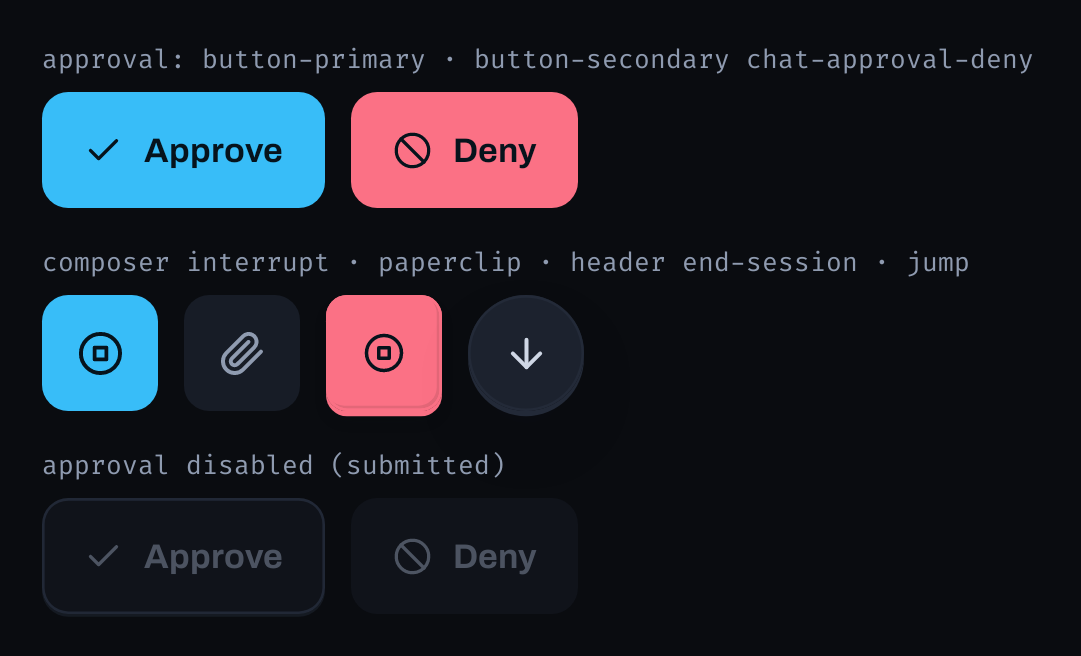 approval: button-primary · button-secondary chat-approval-deny
Approve Deny
composer interrupt · paperclip · header end-session · jump
approval disabled (submitted)
Approve Deny